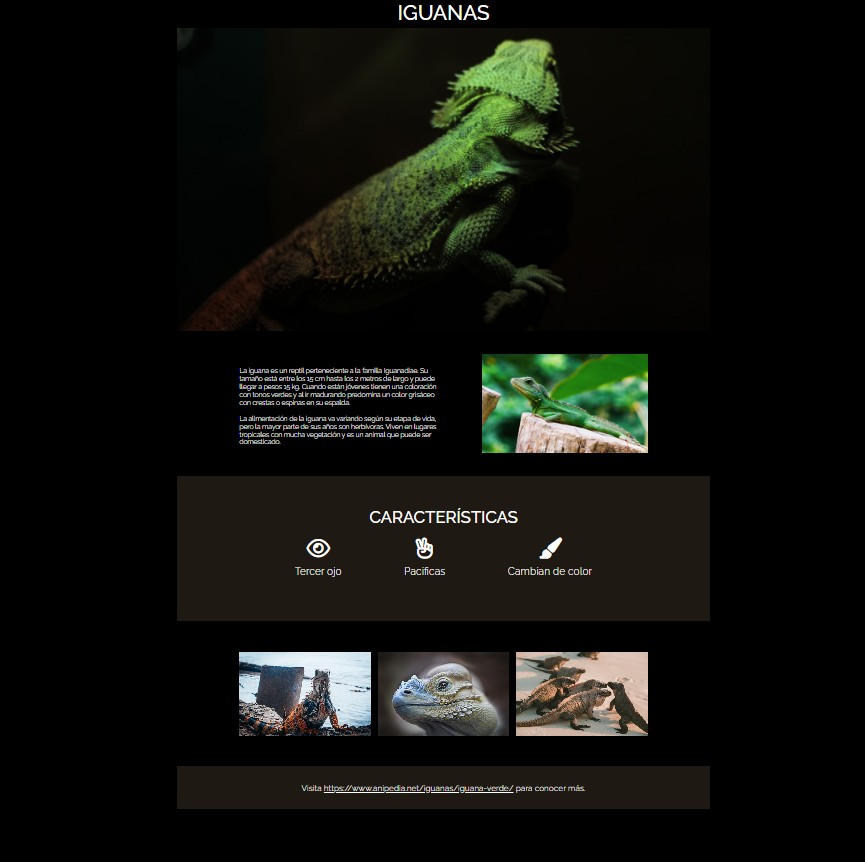 IGUANAS
La iguana es un reptil perteneciente a la familia Iguanadiae. Su
tamaño está entre los 15 cm hasta los 2 metros de largo y puede
llegar a pesos 15 kg. Cuando están jóvenes tienen una coloración
con tonos verdes y al ir madurando predomina un color grisáceo
con crestas o espinas en su espalda.
La alimentación de la iguana va variando según su etapa de vida,
pero la mayor parte de sus años son herbívoras. Viven en lugares
tropicales con mucha vegetación y es un animal que puede ser
domesticado.
CARACTERÍSTICAS
Tercer ojo
Pacificas
Cambian de color
Visita https://www.anipedia.net/iguanas/iguana-verde/ para conocer más.